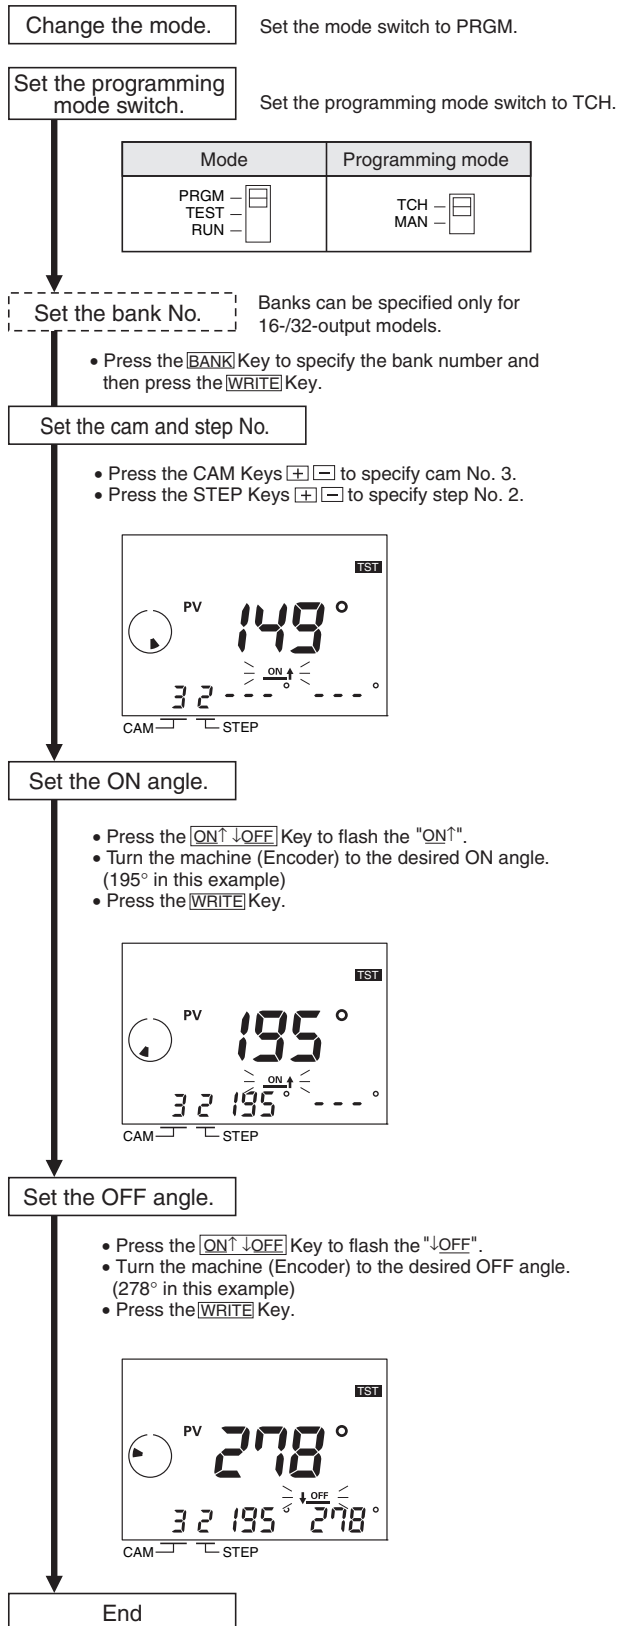 Change the mode.
Set the mode switch to PRGM.
Set the programming
mode switch.
Set the programming mode switch to TCH.
Mode
Programming mode
PRGM
TEST
RUN
TCH
MAN
Set the bank No.
Banks can be specified only for
16-/32-output models.
• Press the BANK Key to specify the bank number and
then press the WRITE Key.
Set the cam and step No.
• Press the CAM Keys + − to specify cam No. 3.
• Press the STEP Keys + − to specify step No. 2.
TST
PV 149°
ON↑
3 2 ---° ---°
CAM STEP
Set the ON angle.
• Press the ON↑ ↓OFF Key to flash the "ON↑".
• Turn the machine (Encoder) to the desired ON angle.
(195° in this example)
• Press the WRITE Key.
TST
PV 195°
ON↑
3 2 195° ---°
CAM STEP
Set the OFF angle.
• Press the ON↑ ↓OFF Key to flash the "↓OFF".
• Turn the machine (Encoder) to the desired OFF angle.
(278° in this example)
• Press the WRITE Key.
TST
PV 278°
↓OFF
3 2 195° 278°
CAM STEP
End